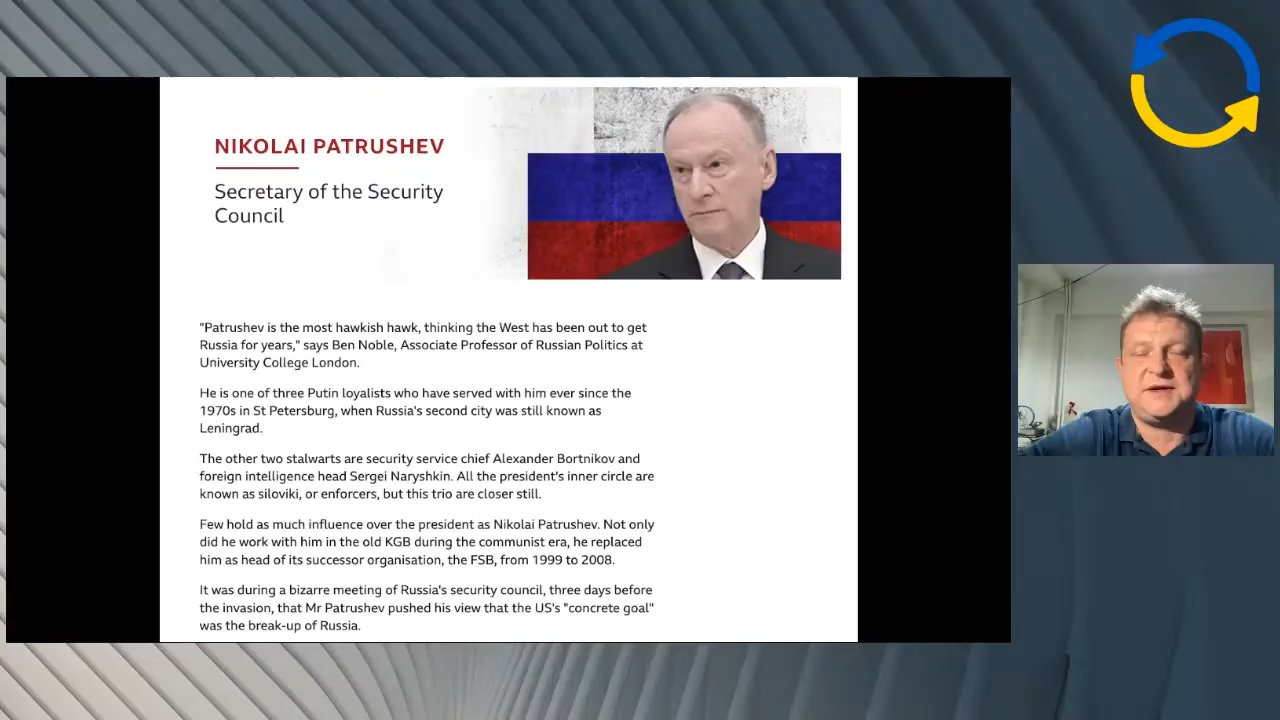 NIKOLAI PATRUSHEV
Secretary of the Security
Council
"Patrushev is the most hawkish hawk, thinking the West has been out to get
Russia for years," says Ben Noble, Associate Professor of Russian Politics at
University College London.
He is one of three Putin loyalists who have served with him ever since the
1970s in St Petersburg, when Russia's second city was still known as
Leningrad.
The other two stalwarts are security service chief Alexander Bortnikov and
foreign intelligence head Sergei Naryshkin. All the president's inner circle are
known as siloviki, or enforcers, but this trio are closer still.
Few hold as much influence over the president as Nikolai Patrushev. Not only
did he work with him in the old KGB during the communist era, he replaced
him as head of its successor organisation, the FSB, from 1999 to 2008.
It was during a bizarre meeting of Russia's security council, three days before
the invasion, that Mr Patrushev pushed his view that the US's "concrete goal"
was the break-up of Russia.